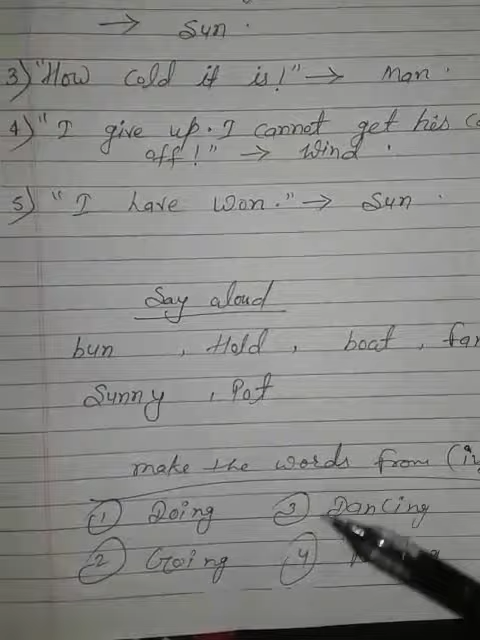 → Sun.
3) "How cold it is!" → Man.
4) "I give up. I cannot get his
off!" → Wind.
5) "I have won." → Sun.
Say aloud
bun, Hold, boat,
Sunny, Pot
make the words from
1 Doing 3 Dancing
2 Going 4